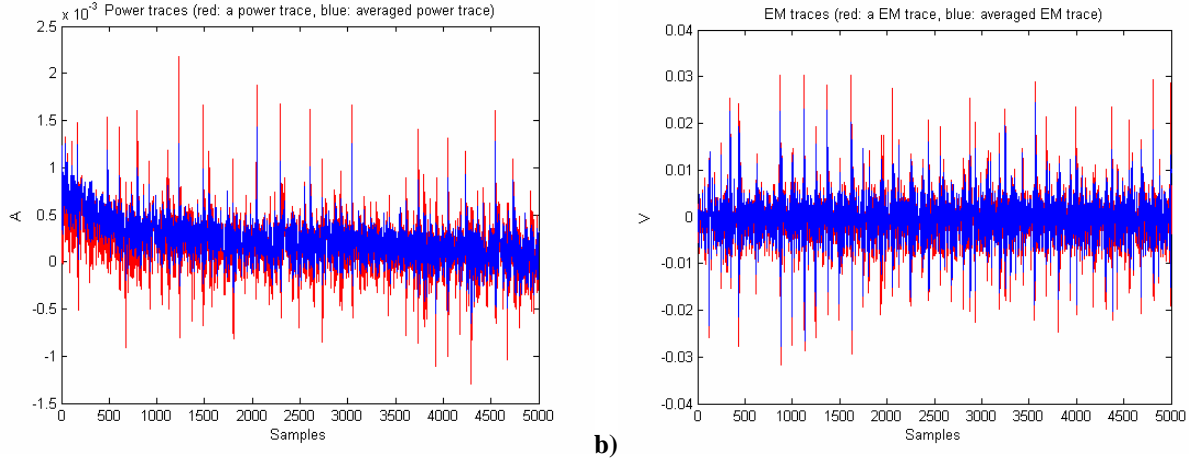 x 10⁻³ Power traces (red: a power trace, blue: averaged power trace)
2.5
2
1.5
1
0.5
0
-0.5
-1
-1.5
A
0 500 1000 1500 2000 2500 3000 3500 4000 4500 5000
Samples
b)
EM traces (red: a EM trace, blue: averaged EM trace)
0.04
0.03
0.02
0.01
0
-0.01
-0.02
-0.03
-0.04
V
0 500 1000 1500 2000 2500 3000 3500 4000 4500 5000
Samples